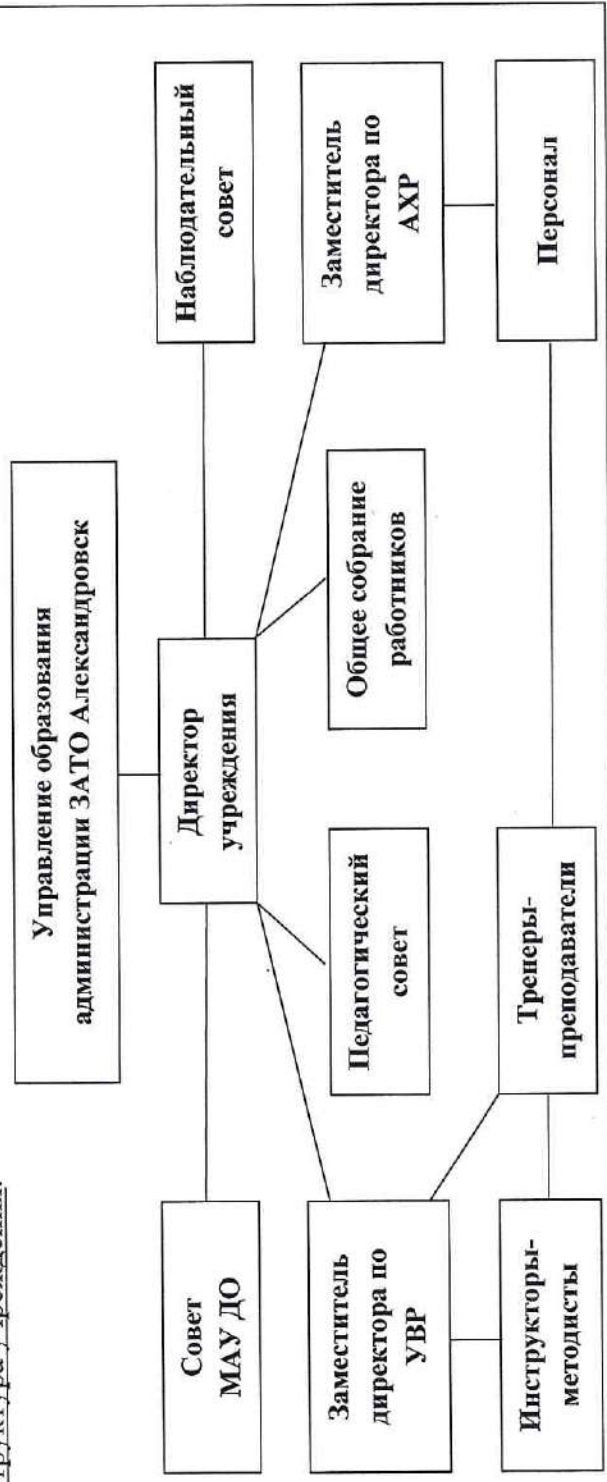 Управление образования
администрации ЗАТО Александровск
Совет
МАУ ДО
Директор
учреждения
Наблюдательный
совет
Заместитель
директора по
УВР
Педагогический
совет
Общее собрание
работников
Заместитель
директора по
АХР
Инструкторы-
методисты
Тренеры-
преподаватели
Персонал